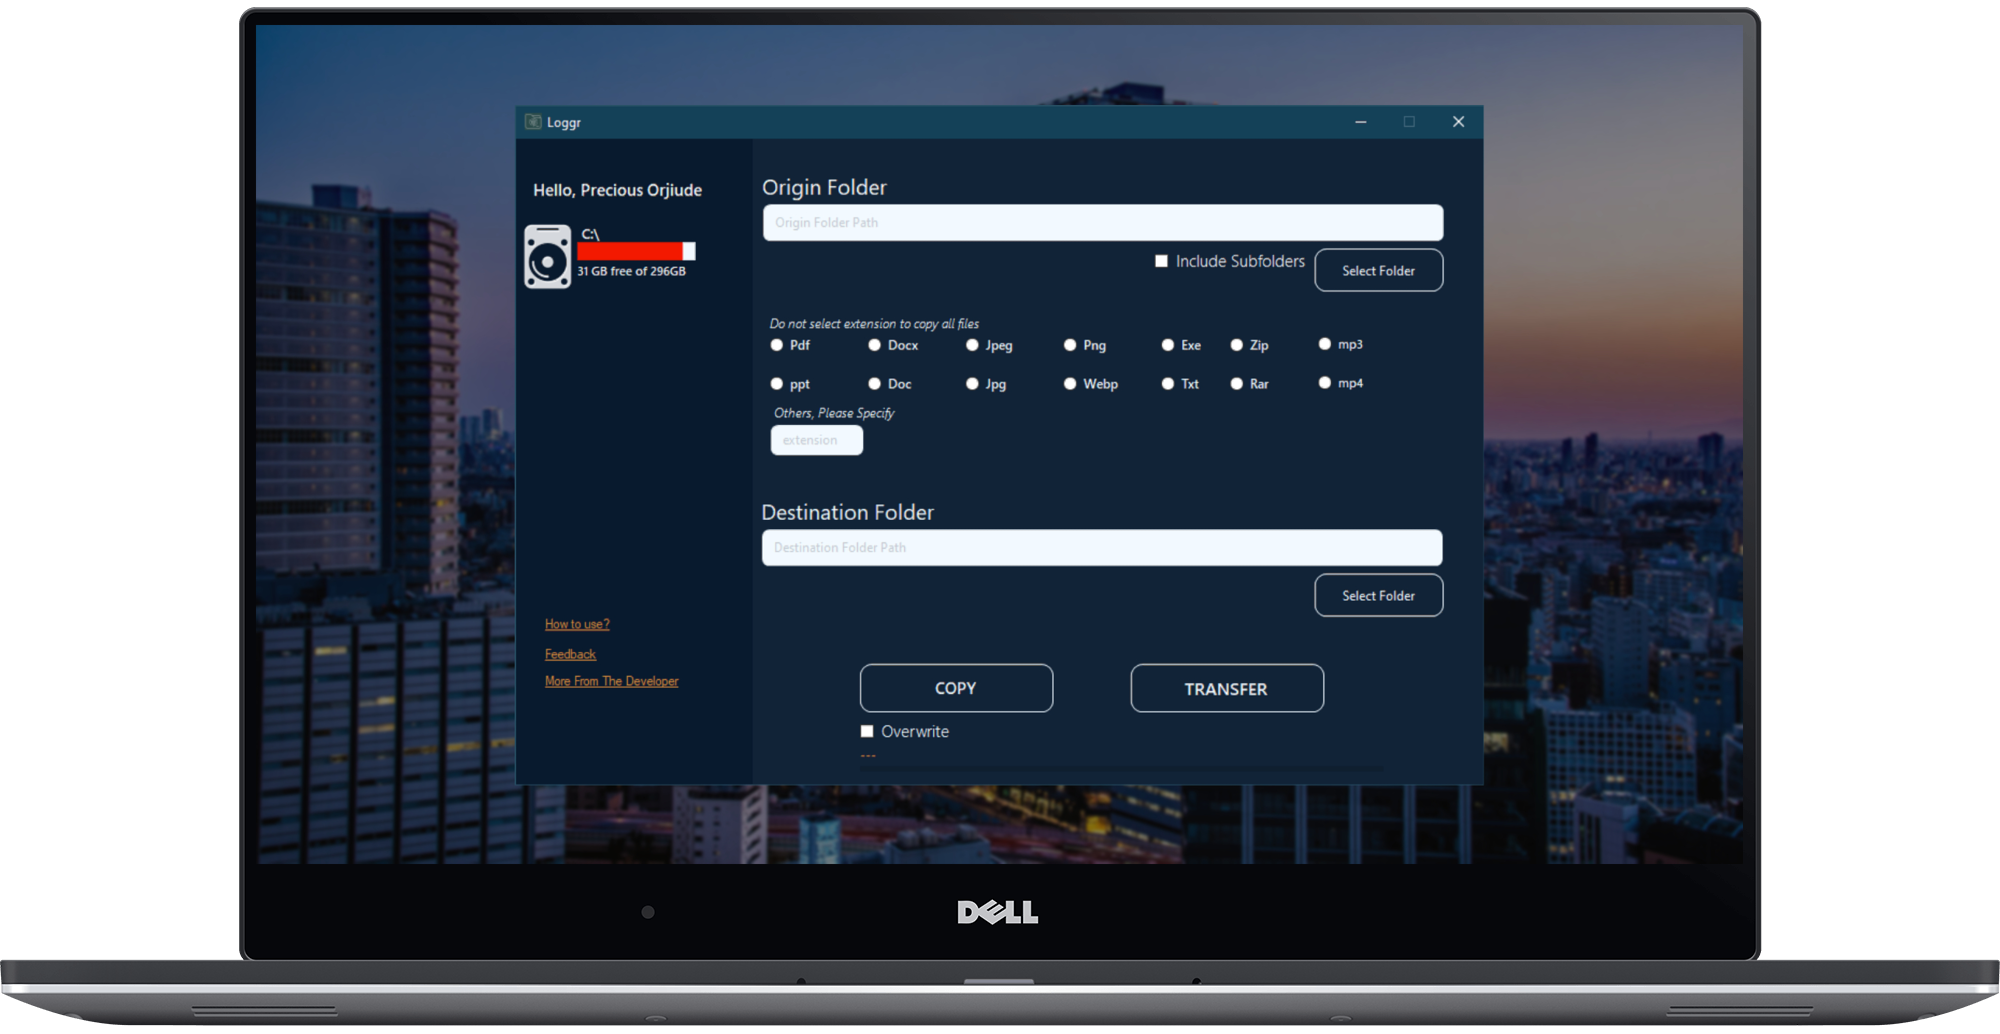 Loggr
Hello, Precious Orjiude
C:\
31 GB free of 296GB
How to use?
Feedback
More From The Developer
Origin Folder
Origin Folder Path
Include Subfolders
Select Folder
Do not select extension to copy all files
Pdf Docx Jpeg Png Exe Zip mp3
ppt Doc Jpg Webp Txt Rar mp4
Others, Please Specify
extension
Destination Folder
Destination Folder Path
Select Folder
COPY TRANSFER
Overwrite
---
DELL